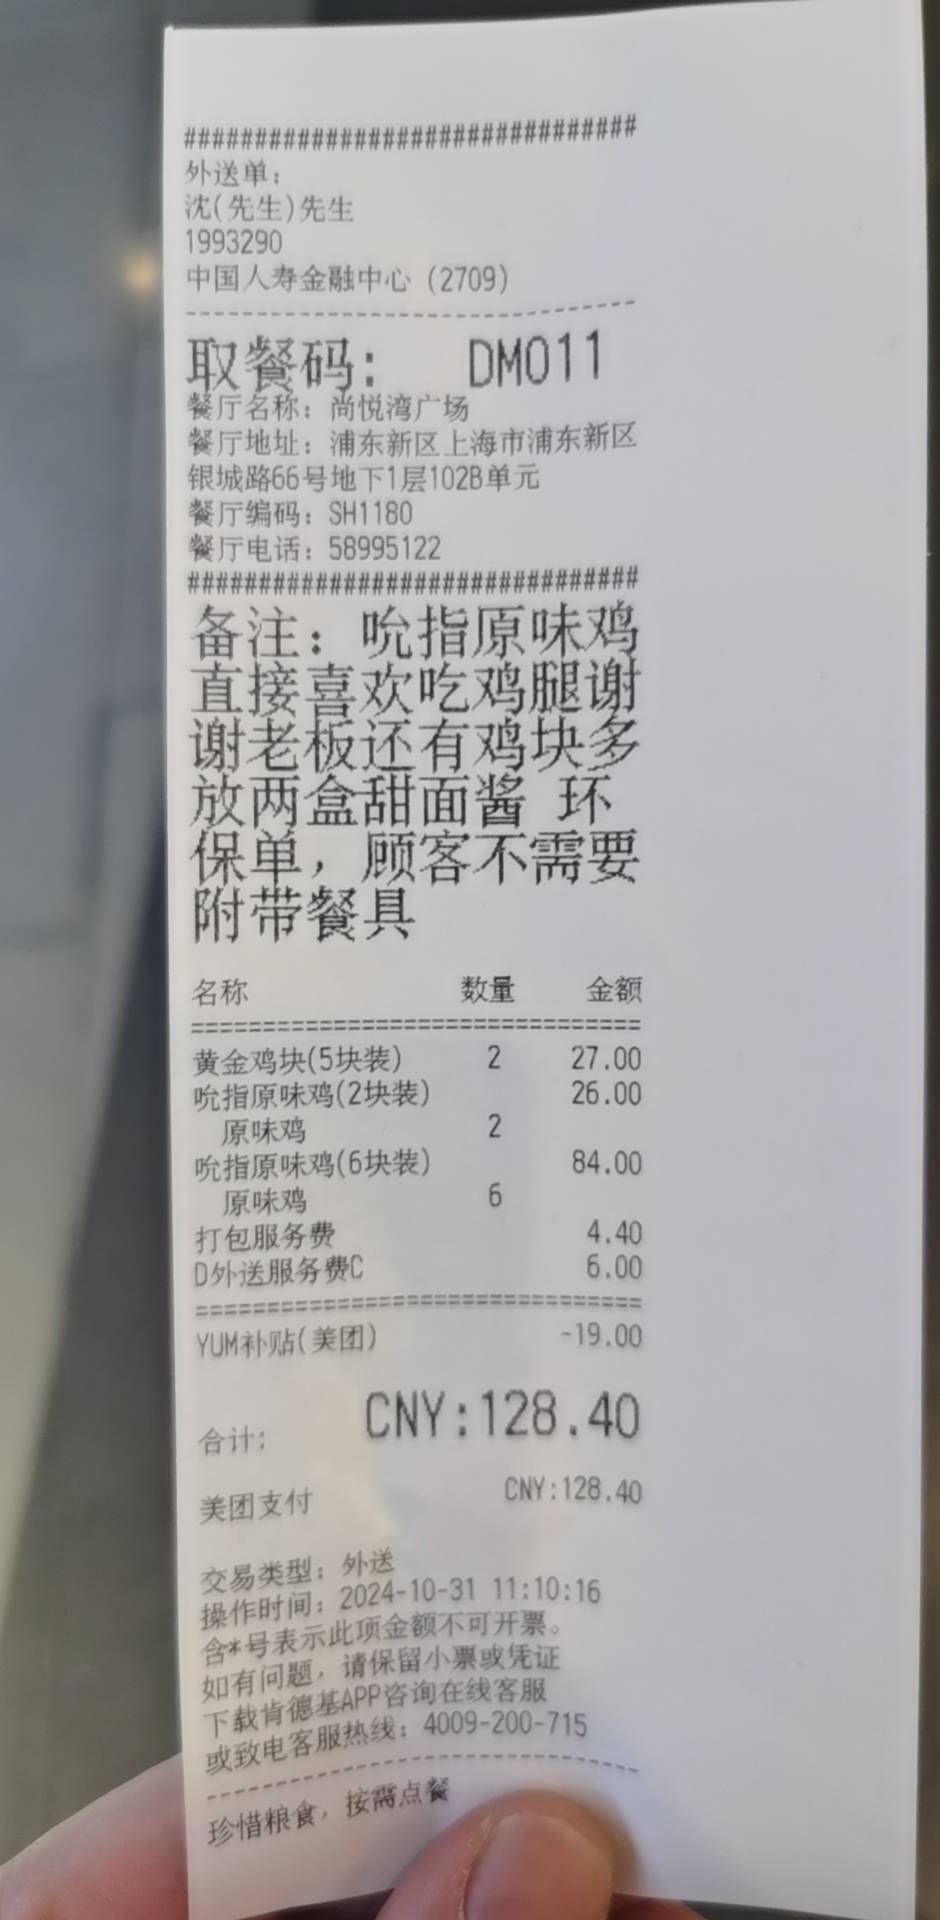 ################################
外送单:
沈(先生)先生
1993290
中国人寿金融中心 (2709)
--------------------------------
取餐码: DM011
餐厅名称: 尚悦湾广场
餐厅地址: 浦东新区上海市浦东新区
银城路66号地下1层102B单元
餐厅编码: SH1180
餐厅电话: 58995122
################################
备注: 吮指原味鸡
直接喜欢吃鸡腿谢
谢老板还有鸡块多
放两盒甜面酱 环
保单, 顾客不需要
附带餐具
名称 数量 金额
================================
黄金鸡块(5块装) 2 27.00
吮指原味鸡(2块装) 26.00
原味鸡 2
吮指原味鸡(6块装) 84.00
原味鸡 6
打包服务费 4.40
D外送服务费C 6.00
================================
YUM补贴(美团) -19.00
合计: CNY:128.40
美团支付 CNY:128.40
交易类型: 外送
操作时间: 2024-10-31 11:10:16
含*号表示此项金额不可开票。
如有问题, 请保留小票或凭证
下载肯德基APP咨询在线客服
或致电客服热线: 4009-200-715
--------------------------------
珍惜粮食, 按需点餐